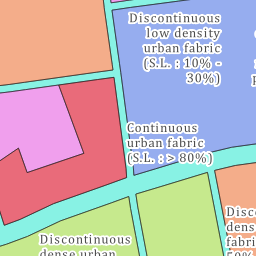 Discontinuous
low density
urban fabric
(S.L. : 10% -
30%)
Continuous
urban fabric
(S.L. : > 80%)
Discontinuous
dense urban